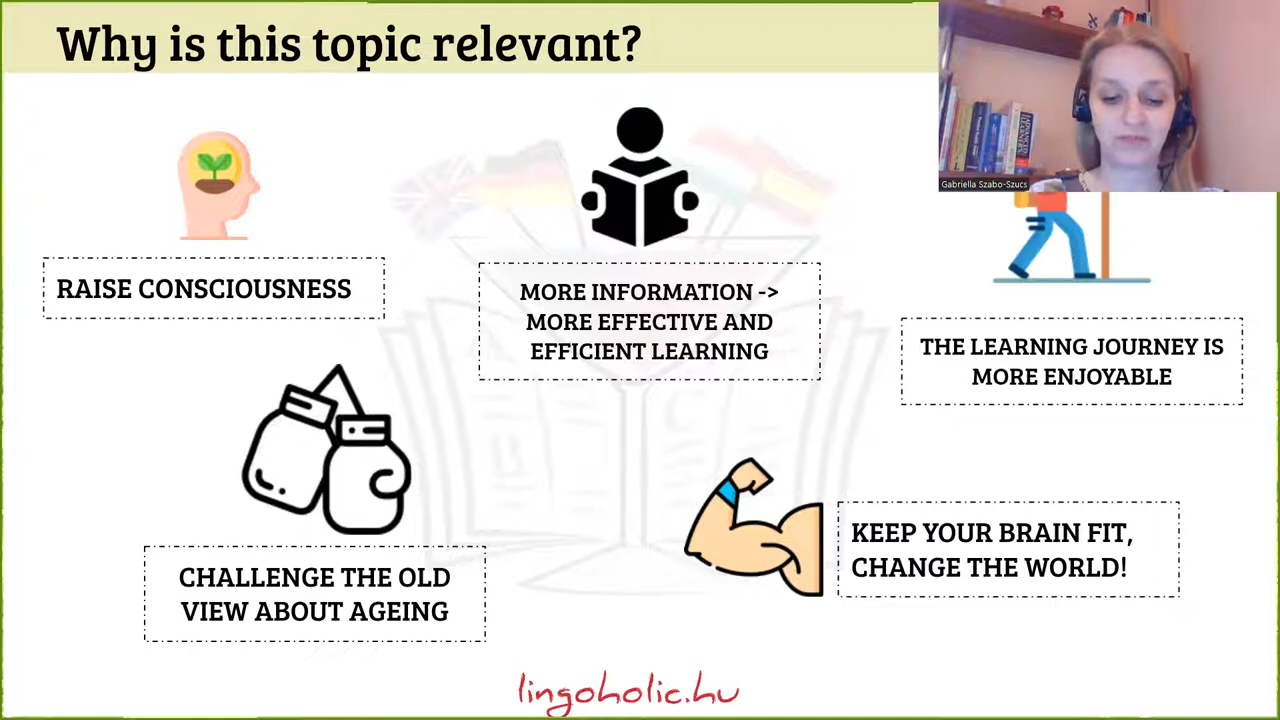 Why is this topic relevant?
Gabriella Szabo-Szucs
RAISE CONSCIOUSNESS
MORE INFORMATION ->
MORE EFFECTIVE AND
EFFICIENT LEARNING
THE LEARNING JOURNEY IS
MORE ENJOYABLE
CHALLENGE THE OLD
VIEW ABOUT AGEING
KEEP YOUR BRAIN FIT,
CHANGE THE WORLD!
lingoholic.hu